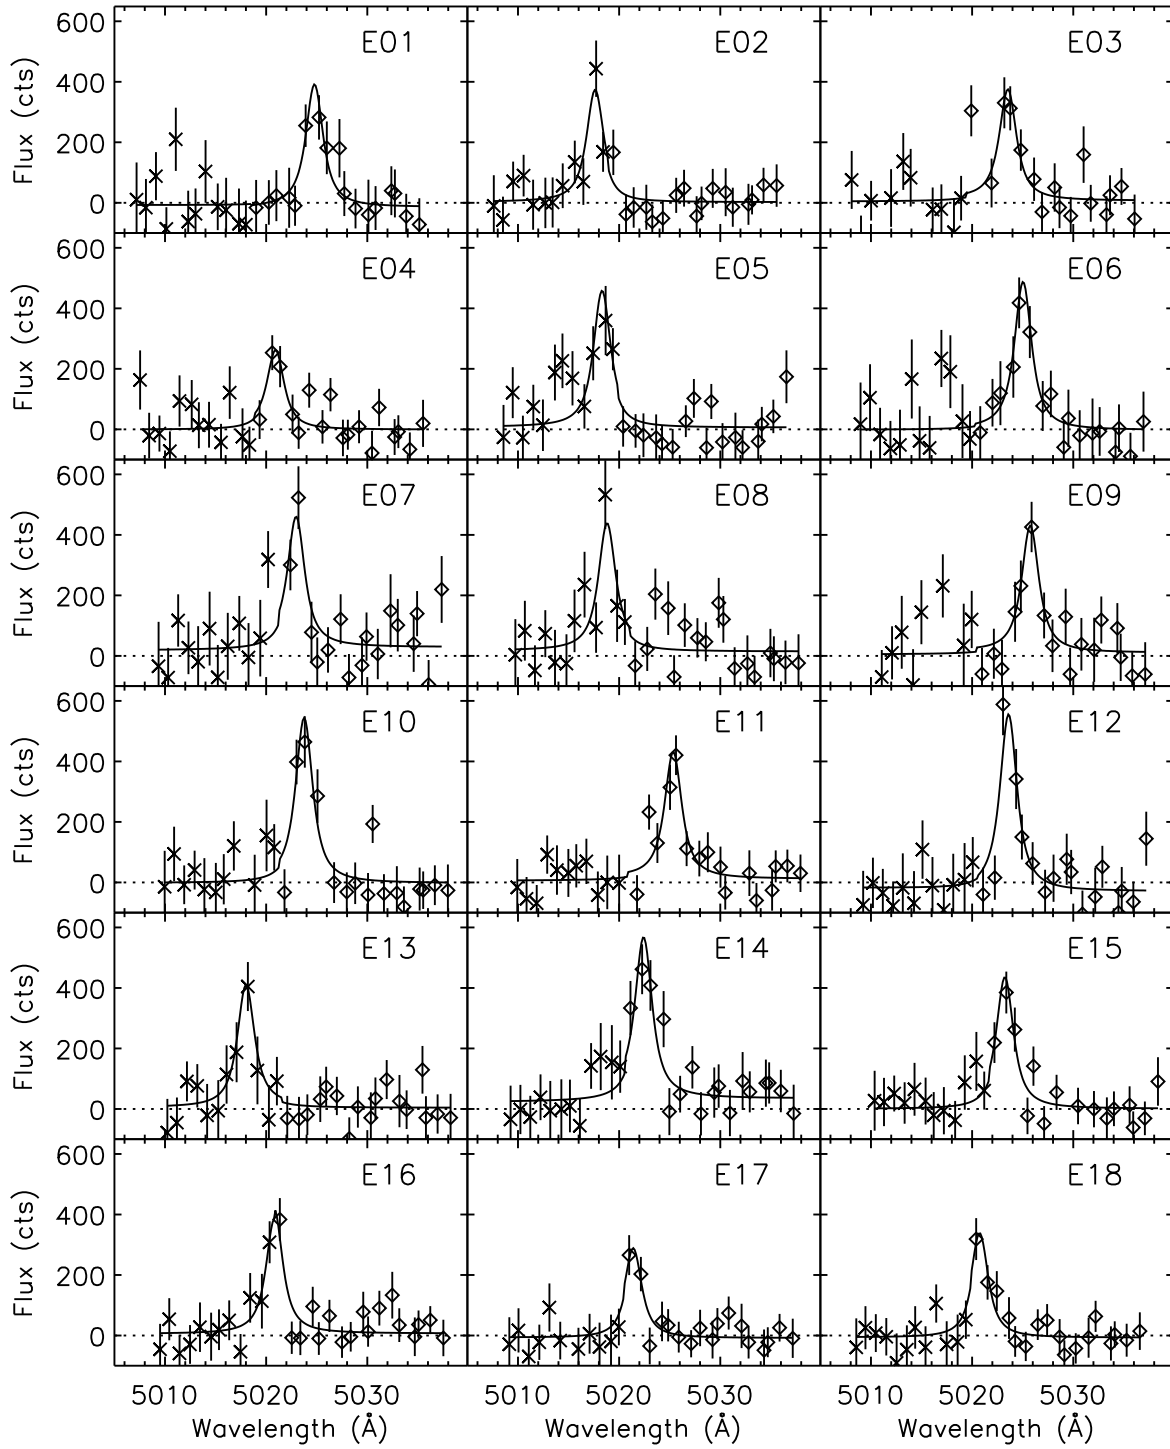 600 E01 E02 E03
400
200
0
Flux (cts)
600 E04 E05 E06
400
200
0
Flux (cts)
600 E07 E08 E09
400
200
0
Flux (cts)
600 E10 E11 E12
400
200
0
Flux (cts)
600 E13 E14 E15
400
200
0
Flux (cts)
600 E16 E17 E18
400
200
0
Flux (cts)
5010 5020 5030 5010 5020 5030 5010 5020 5030
Wavelength (Å) Wavelength (Å) Wavelength (Å)